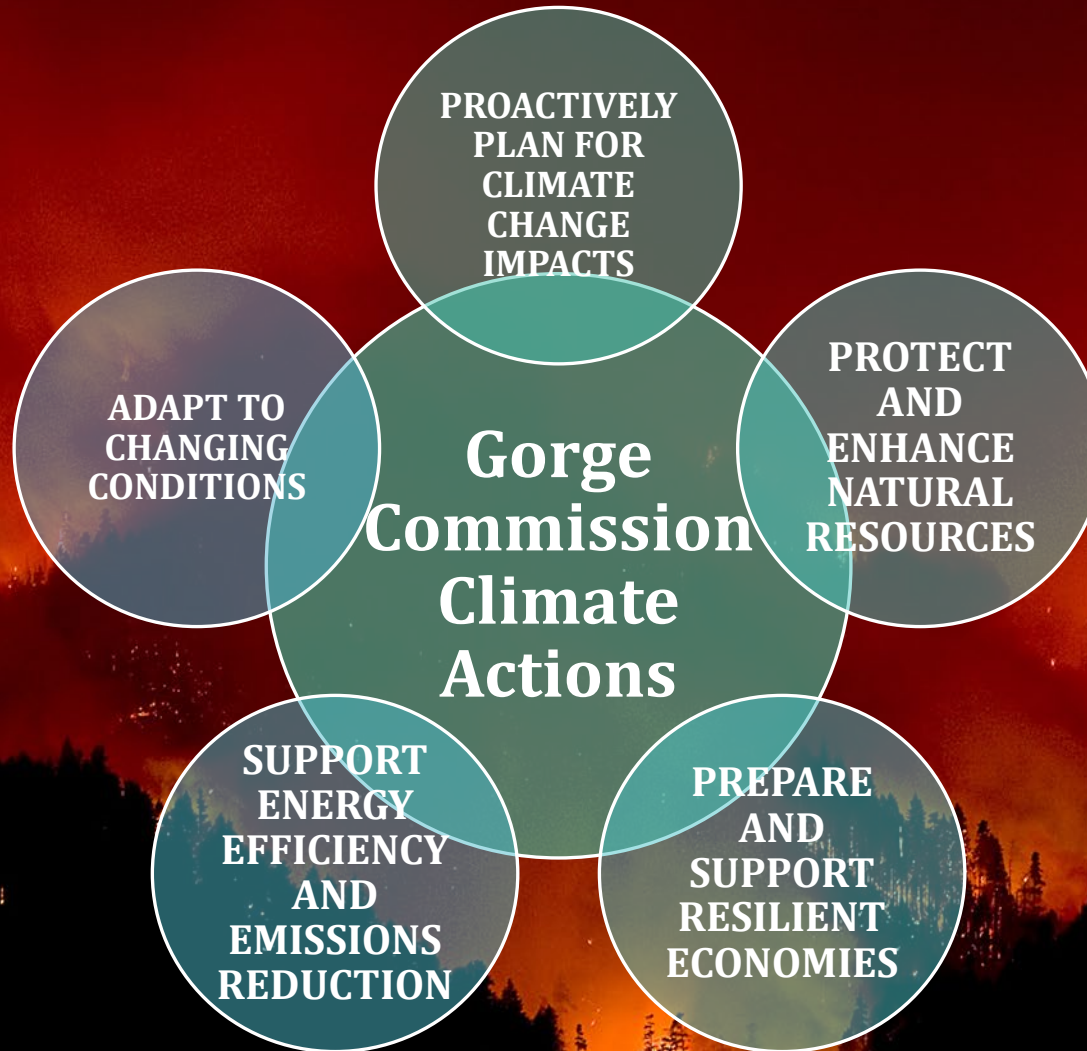 PROACTIVELY
PLAN FOR
CLIMATE
CHANGE
IMPACTS
PROTECT
AND
ENHANCE
NATURAL
RESOURCES
ADAPT TO
CHANGING
CONDITIONS
Gorge
Commission
Climate
Actions
SUPPORT
ENERGY
EFFICIENCY
AND
EMISSIONS
REDUCTION
PREPARE
AND
SUPPORT
RESILIENT
ECONOMIES